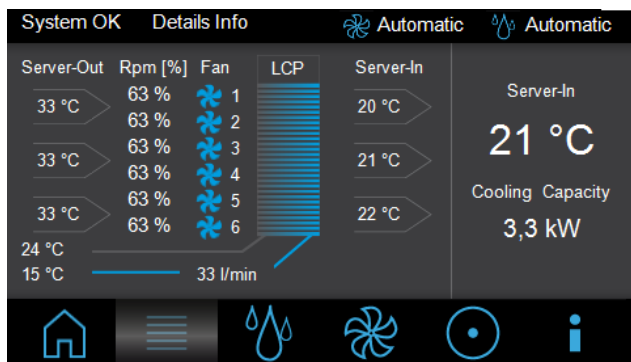 System OK Details Info Automatic Automatic
Server-Out Rpm [%] Fan LCP Server-In
33 °C 63 % 1 20 °C
63 % 2
33 °C 63 % 3 21 °C
63 % 4
33 °C 63 % 5 22 °C
63 % 6
24 °C
15 °C 33 l/min
Server-In
21 °C
Cooling Capacity
3,3 kW
i